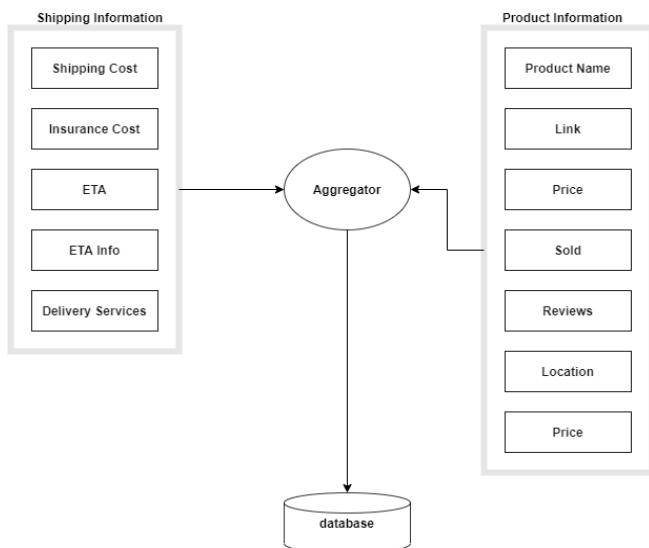 Shipping Information
Shipping Cost
Insurance Cost
ETA
ETA Info
Delivery Services
Aggregator
database
Product Information
Product Name
Link
Price
Sold
Reviews
Location
Price